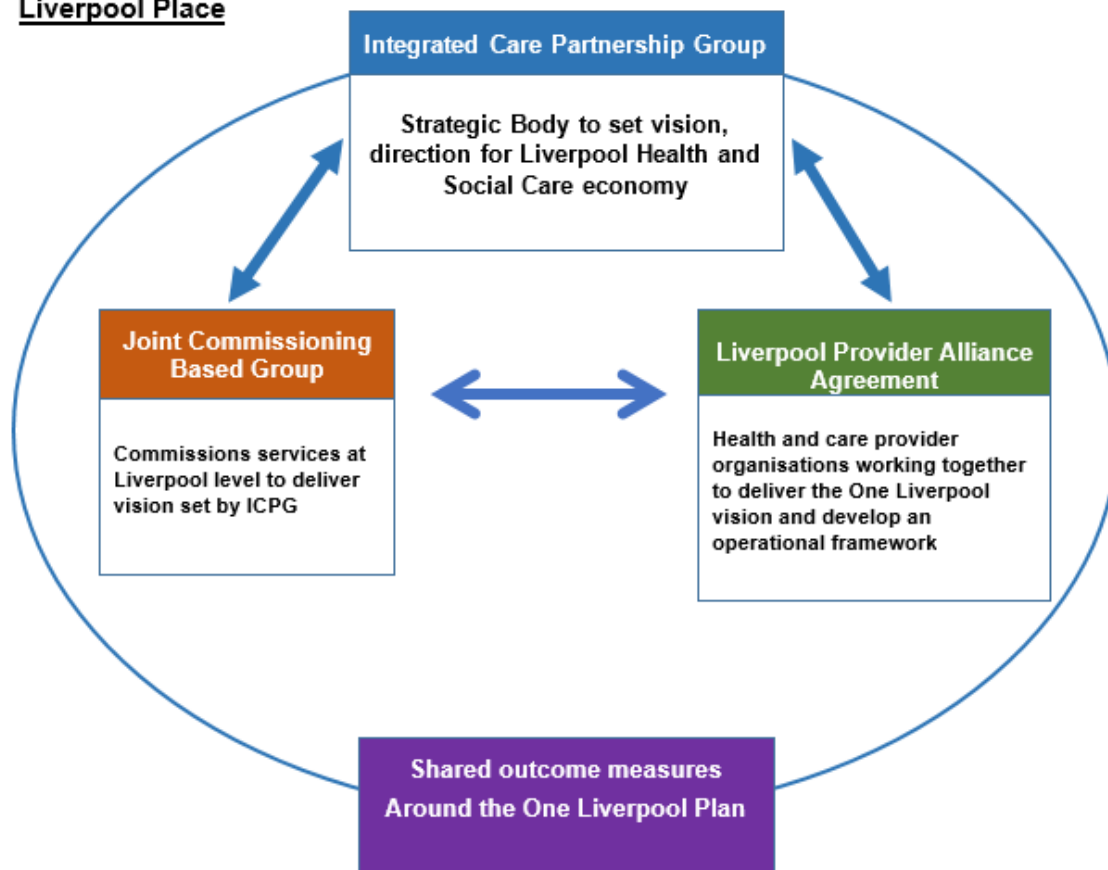 Liverpool Place
Integrated Care Partnership Group
Strategic Body to set vision,
direction for Liverpool Health and
Social Care economy
Joint Commissioning
Based Group
Commissions services at
Liverpool level to deliver
vision set by ICPG
Liverpool Provider Alliance
Agreement
Health and care provider
organisations working together
to deliver the One Liverpool
vision and develop an
operational framework
Shared outcome measures
Around the One Liverpool Plan